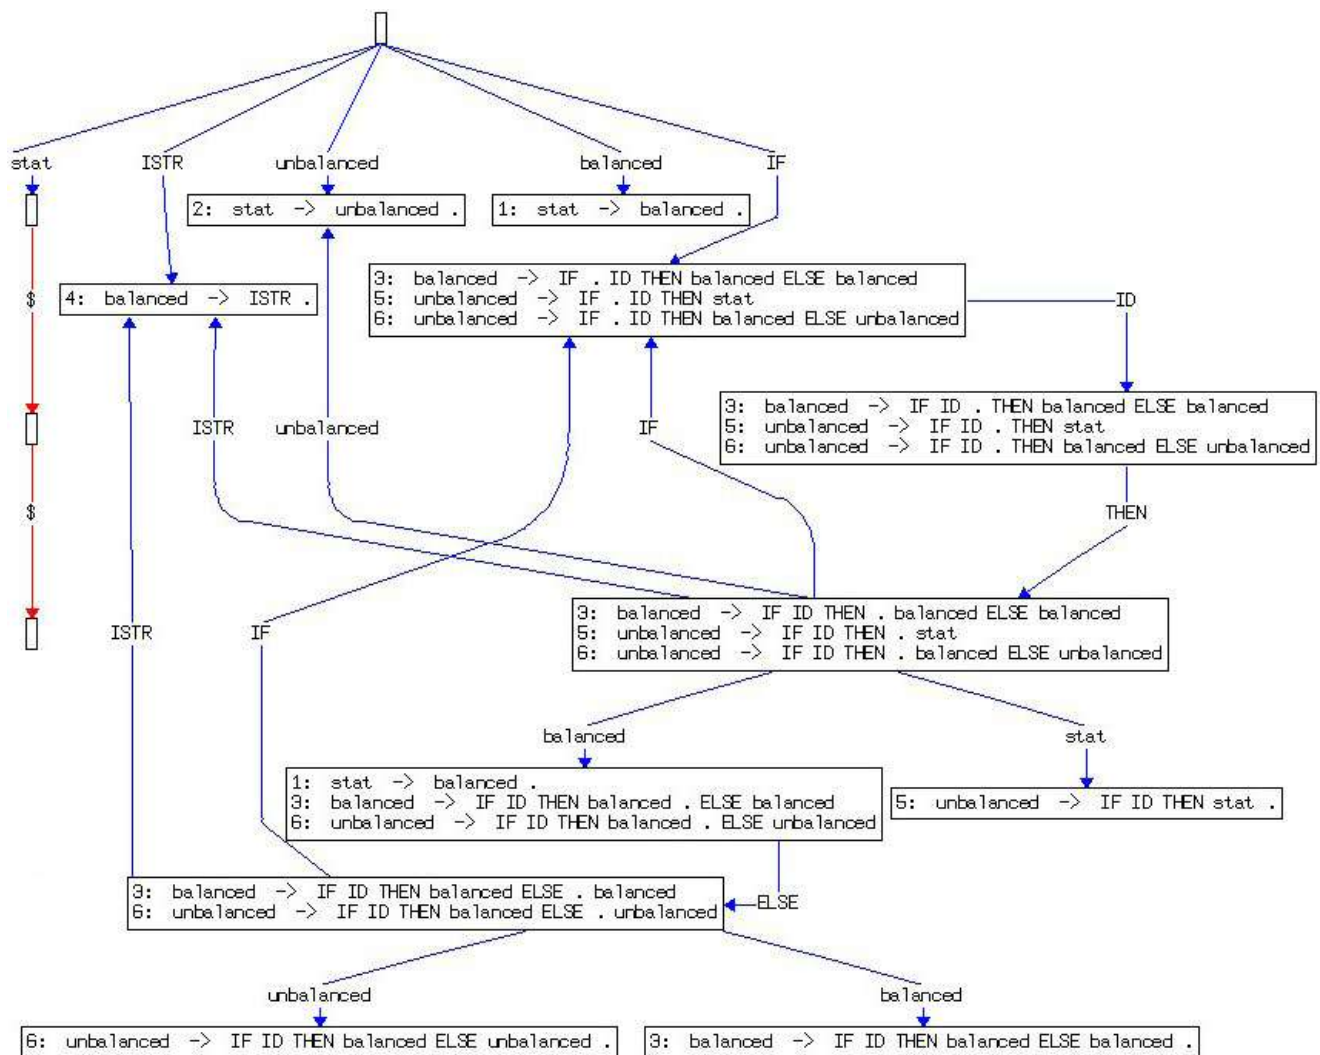 stat ISTR unbalanced balanced IF
2: stat -> unbalanced .
1: stat -> balanced .
3: balanced -> IF . ID THEN balanced ELSE balanced
5: unbalanced -> IF . ID THEN stat
6: unbalanced -> IF . ID THEN balanced ELSE unbalanced
4: balanced -> ISTR .
$
ID
3: balanced -> IF ID . THEN balanced ELSE balanced
5: unbalanced -> IF ID . THEN stat
6: unbalanced -> IF ID . THEN balanced ELSE unbalanced
ISTR unbalanced IF
$
THEN
3: balanced -> IF ID THEN . balanced ELSE balanced
5: unbalanced -> IF ID THEN . stat
6: unbalanced -> IF ID THEN . balanced ELSE unbalanced
ISTR IF
balanced stat
1: stat -> balanced .
3: balanced -> IF ID THEN balanced . ELSE balanced
6: unbalanced -> IF ID THEN balanced . ELSE unbalanced
5: unbalanced -> IF ID THEN stat .
3: balanced -> IF ID THEN balanced ELSE . balanced
6: unbalanced -> IF ID THEN balanced ELSE . unbalanced
ELSE
unbalanced balanced
6: unbalanced -> IF ID THEN balanced ELSE unbalanced .
3: balanced -> IF ID THEN balanced ELSE balanced .